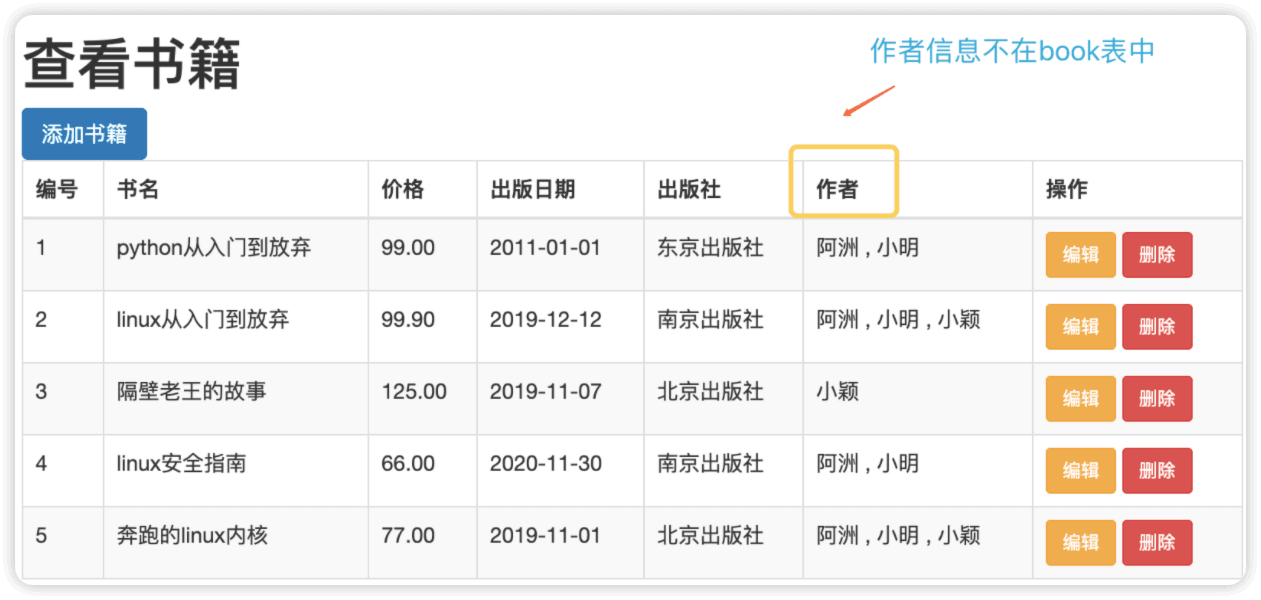 查看书籍
作者信息不在book表中
添加书籍
编号 书名 价格 出版日期 出版社 作者 操作
1 python从入门到放弃 99.00 2011-01-01 东京出版社 阿洲 , 小明 编辑 删除
2 linux从入门到放弃 99.90 2019-12-12 南京出版社 阿洲 , 小明 , 小颖 编辑 删除
3 隔壁老王的故事 125.00 2019-11-07 北京出版社 小颖 编辑 删除
4 linux安全指南 66.00 2020-11-30 南京出版社 阿洲 , 小明 编辑 删除
5 奔跑的linux内核 77.00 2019-11-01 北京出版社 阿洲 , 小明 , 小颖 编辑 删除